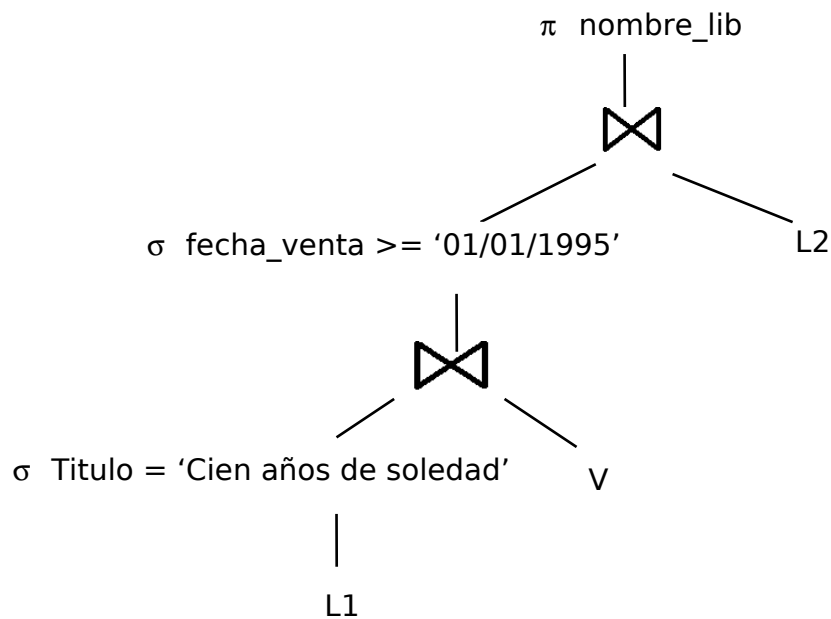 π nombre_lib
σ fecha_venta >= ‘01/01/1995’
L2
σ Titulo = ‘Cien años de soledad’
V
L1